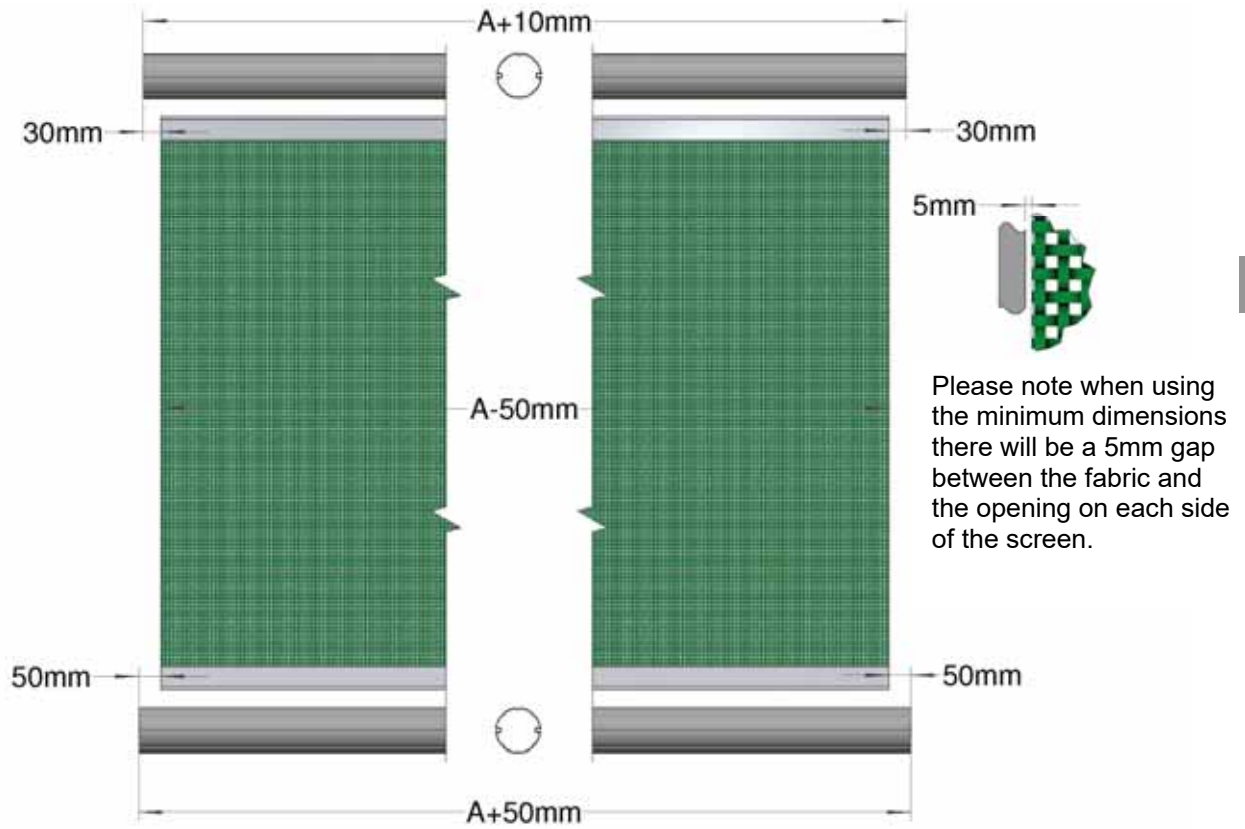 A+10mm
30mm
30mm
5mm
A-50mm
Please note when using
the minimum dimensions
there will be a 5mm gap
between the fabric and
the opening on each side
of the screen.
50mm
50mm
A+50mm